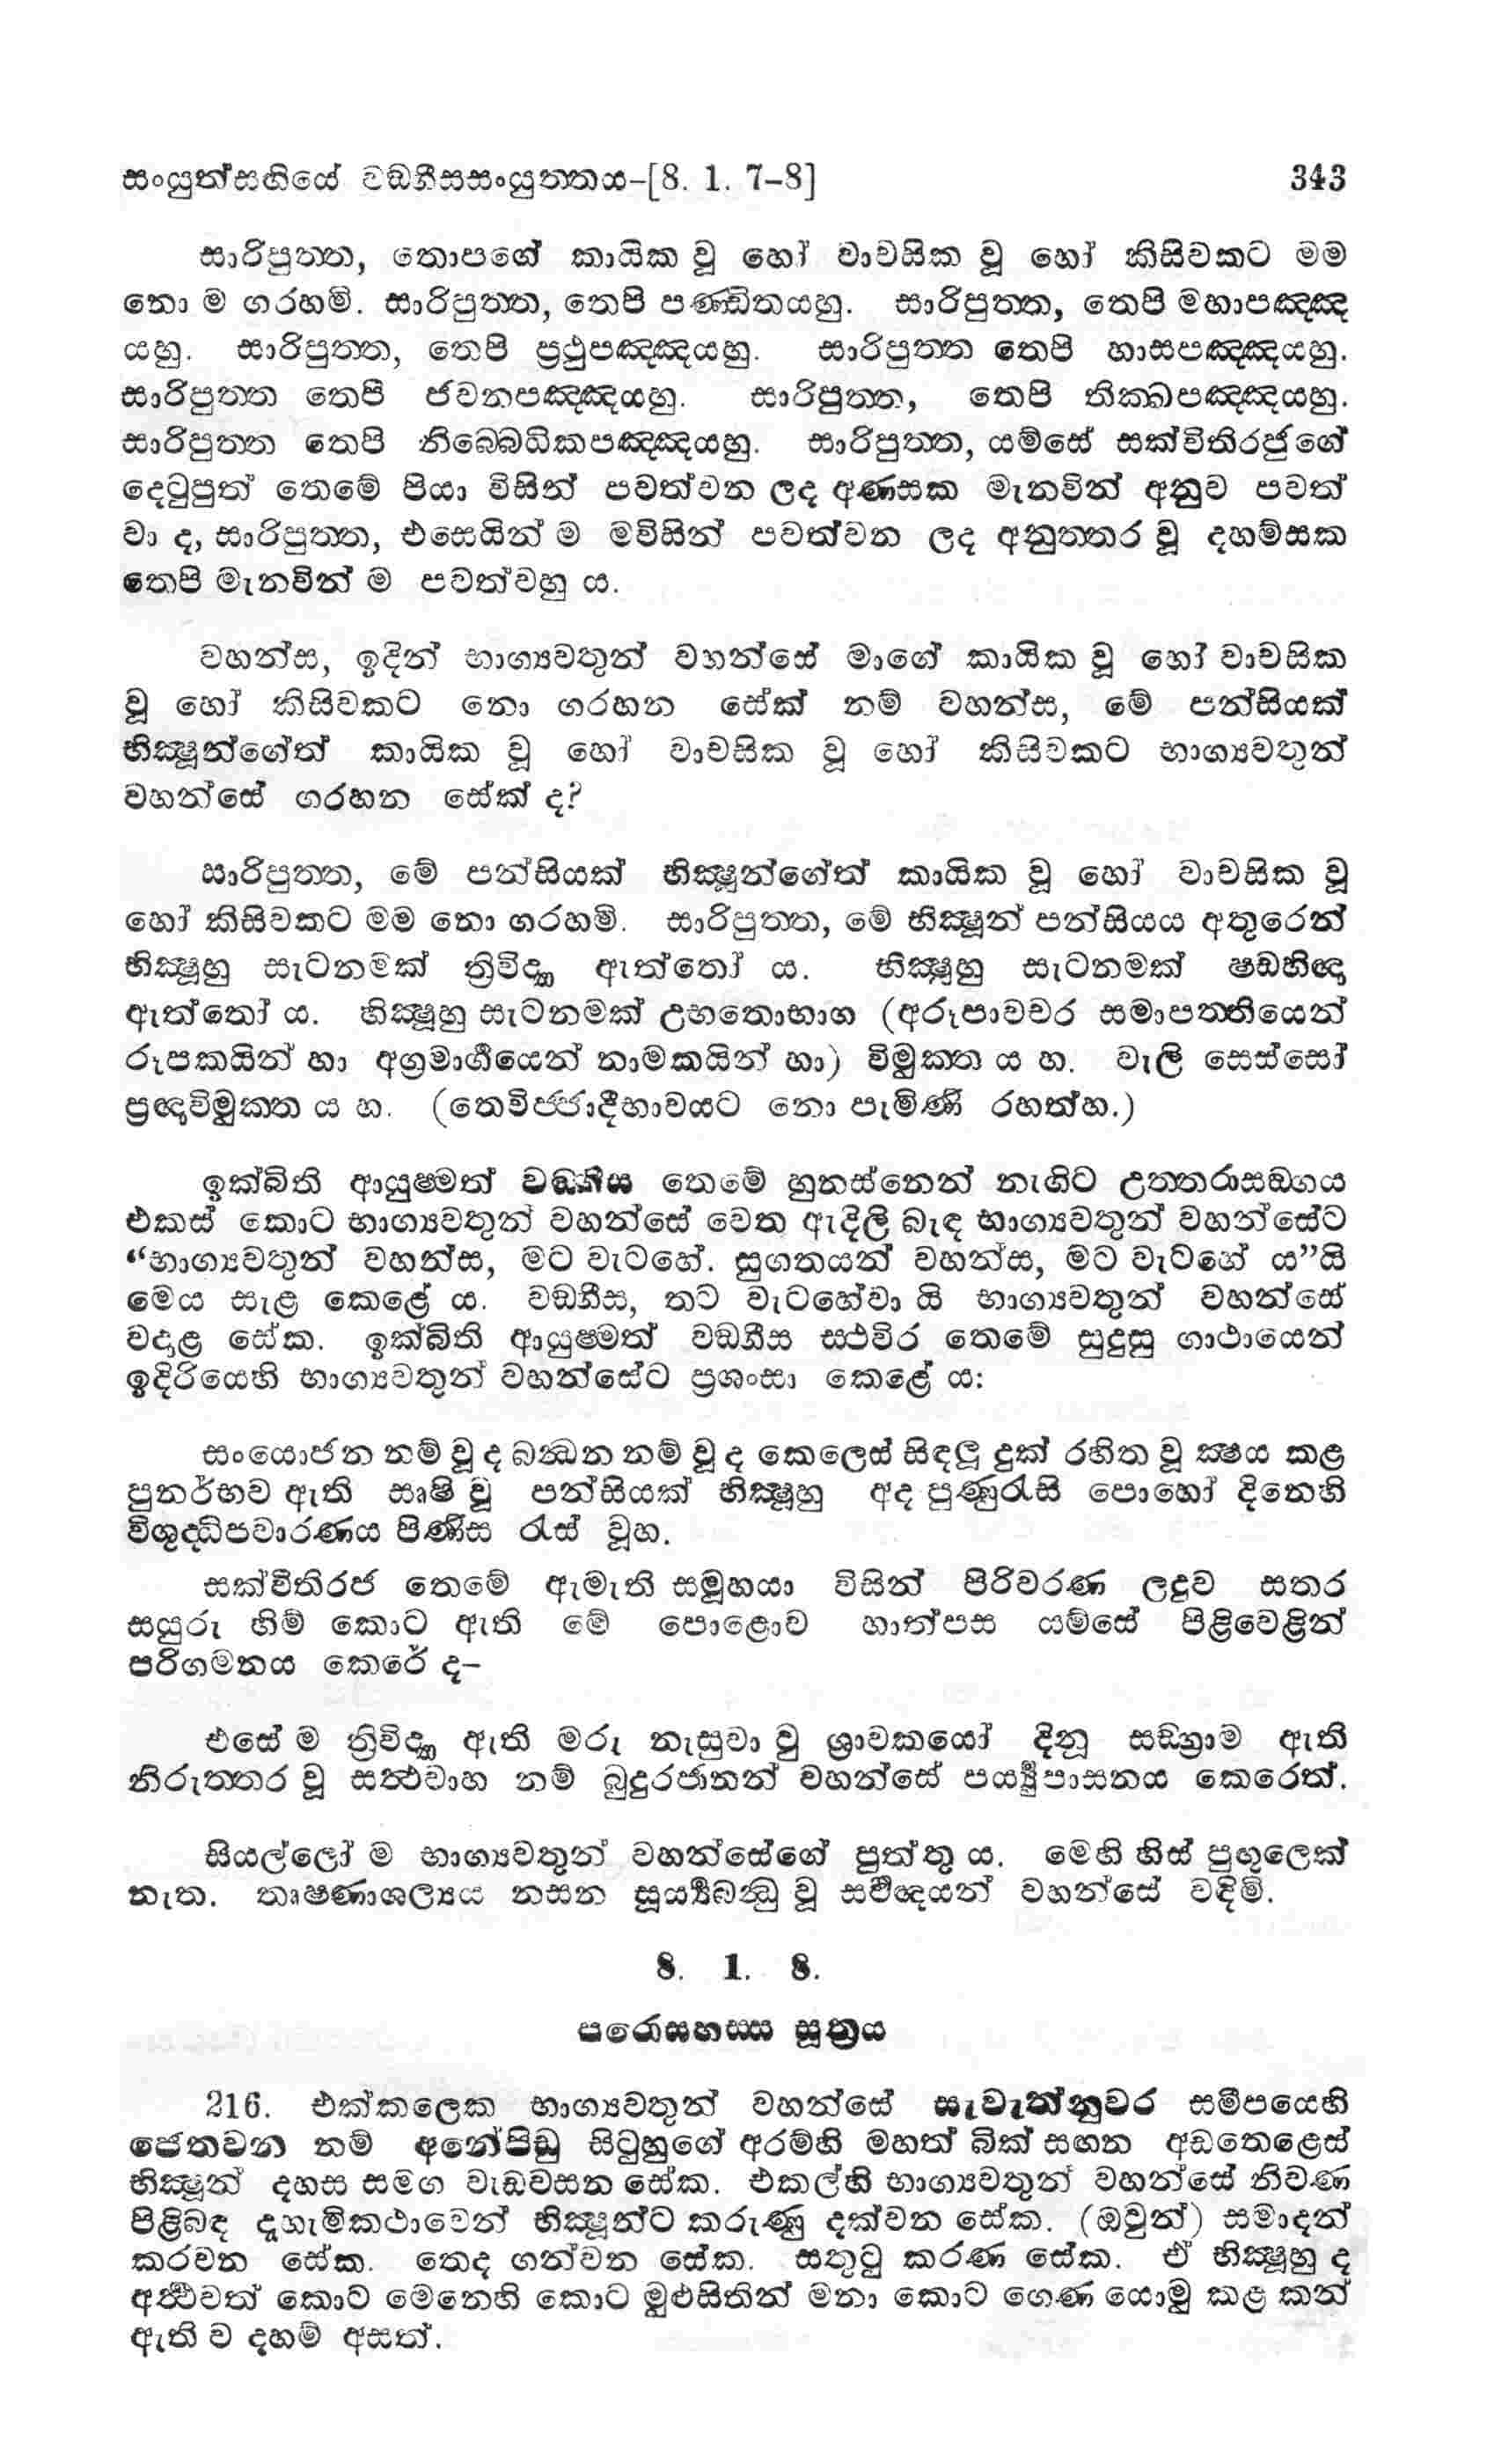 සංයුත්සඟියේ වඞ්ගීසසංයුත්තය-[8. 1. 7-8] 343
සාරිපුත්ත, තොපගේ කායික වූ හෝ වාචසික වූ හෝ කිසිවකට මම
නො ම ගරහමි. සාරිපුත්ත, තෙපි පණ්ඩිතයහු. සාරිපුත්ත, තෙපි මහාපඤ්ඤ
යහු. සාරිපුත්ත, තෙපි ප්‍රථුපඤ්ඤයහු. සාරිපුත්ත තෙපි හාසපඤ්ඤයහු.
සාරිපුත්ත තෙපි ජවනපඤ්ඤයහු. සාරිපුත්ත, තෙපි තික්ඛපඤ්ඤයහු.
සාරිපුත්ත තෙපි නිබ්බෙධිකපඤ්ඤයහු. සාරිපුත්ත, යම්සේ සක්විතිරජුගේ
දෙටුපුත් තෙමේ පියා විසින් පවත්වන ලද අණසක මැනවින් අනුව පවත්
වා ද, සාරිපුත්ත, එසෙයින් ම මවිසින් පවත්වන ලද අනුත්තර වූ දහම්සක
තෙපි මැනවින් ම පවත්වහු ය.
වහන්ස, ඉදින් භාග්‍යවතුන් වහන්සේ මාගේ කායික වූ හෝ වාචසික
වූ හෝ කිසිවකට නො ගරහන සේක් නම් වහන්ස, මේ පන්සියක්
භික්ෂූන්ගේත් කායික වූ හෝ වාචසික වූ හෝ කිසිවකට භාග්‍යවතුන්
වහන්සේ ගරහන සේක් ද?
සාරිපුත්ත, මේ පන්සියක් භික්ෂූන්ගේත් කායික වූ හෝ වාචසික වූ
හෝ කිසිවකට මම නො ගරහමි. සාරිපුත්ත, මේ භික්ෂූන් පන්සියය අතුරෙන්
භික්ෂූහු සැටනමක් ත්‍රිවිද්‍යා ඇත්තෝ ය. භික්ෂූහු සැටනමක් ෂඩභිඥා
ඇත්තෝ ය. භික්ෂූහු සැටනමක් උභතොභාග (අරූපාවචර සමාපත්තියෙන්
රූපකයින් හා අග්‍රමාර්‍ගයෙන් නාමකයින් හා) විමුක්ත ය හ. වැලි සෙස්සෝ
ප්‍රඥාවිමුක්ත ය හ. (තෙවිජ්ජාදීභාවයට නො පැමිණි රහත්හ.)
ඉක්බිති ආයුෂ්මත් වඞ්ගීස තෙමේ හුනස්නෙන් නැගිට උත්තරාසඞ්ගය
එකස් කොට භාග්‍යවතුන් වහන්සේ වෙත ඇදිලි බැඳ භාග්‍යවතුන් වහන්සේට
“භාග්‍යවතුන් වහන්ස, මට වැටහේ. සුගතයන් වහන්ස, මට වැටහේ ය”යි
මෙය සැළ කෙළේ ය. වඞ්ගීස, තට වැටහේවා යි භාග්‍යවතුන් වහන්සේ
වදාළ සේක. ඉක්බිති ආයුෂ්මත් වඞ්ගීස ස්ථවිර තෙමේ සුදුසු ගාථායෙන්
ඉදිරියෙහි භාග්‍යවතුන් වහන්සේට ප්‍රශංසා කෙළේ ය:
සංයොජන නම් වූ ද බන්ධන නම් වූ ද කෙලෙස් සිඳලූ දුක් රහිත වූ ක්ෂය කළ
පුනර්භව ඇති ඍෂි වූ පන්සියක් භික්ෂූහු අද පුණුරැසි පොහෝ දිනෙහි
විශුද්ධිපවාරණය පිණිස රැස් වූහ.
සක්විතිරජ තෙමේ ඇමැති සමූහයා විසින් පිරිවරණ ලදුව සතර
සයුරු හිම් කොට ඇති මේ පොළොව හාත්පස යම්සේ පිළිවෙළින්
පරිගමනය කෙරේ ද-
එසේ ම ත්‍රිවිද්‍යා ඇති මරු නැසුවා වූ ශ්‍රාවකයෝ දිනූ සඞ්ග්‍රාම ඇති
නිරුත්තර වූ සත්‍ථවාහ නම් බුදුරජානන් වහන්සේ පය්‍ර්‍යුපාසනය කෙරෙත්.
සියල්ලෝ ම භාග්‍යවතුන් වහන්සේගේ පුත්තු ය. මෙහි හිස් පුඟුලෙක්
නැත. තෘෂ්ණාශල්‍යය නසන සූය්‍ර්‍යබන්ධු වූ සර්‍වඥයන් වහන්සේ වඳිමි.
8. 1. 8.
පරොසහස්ස සූත්‍රය
216. එක්කලෙක භාග්‍යවතුන් වහන්සේ සැවැත්නුවර සමීපයෙහි
ජෙතවන නම් අනේපිඬු සිටුහුගේ අරම්හි මහත් බික් සඟන අඩතෙළෙස්
භික්ෂූන් දහස සමග වැඩවසන සේක. එකල්හි භාග්‍යවතුන් වහන්සේ නිවණ
පිළිබඳ දැහැමිකථාවෙන් භික්ෂූන්ට කරුණු දක්වන සේක. (ඔවුන්) සමාදන්
කරවන සේක. තෙද ගන්වන සේක. සතුටු කරණ සේක. ඒ භික්ෂූහු ද
අර්‍ථවත් කොට මෙනෙහි කොට මුළුසිතින් මනා කොට ගෙණ යොමු කළ කන්
ඇති ව දහම් අසත්.